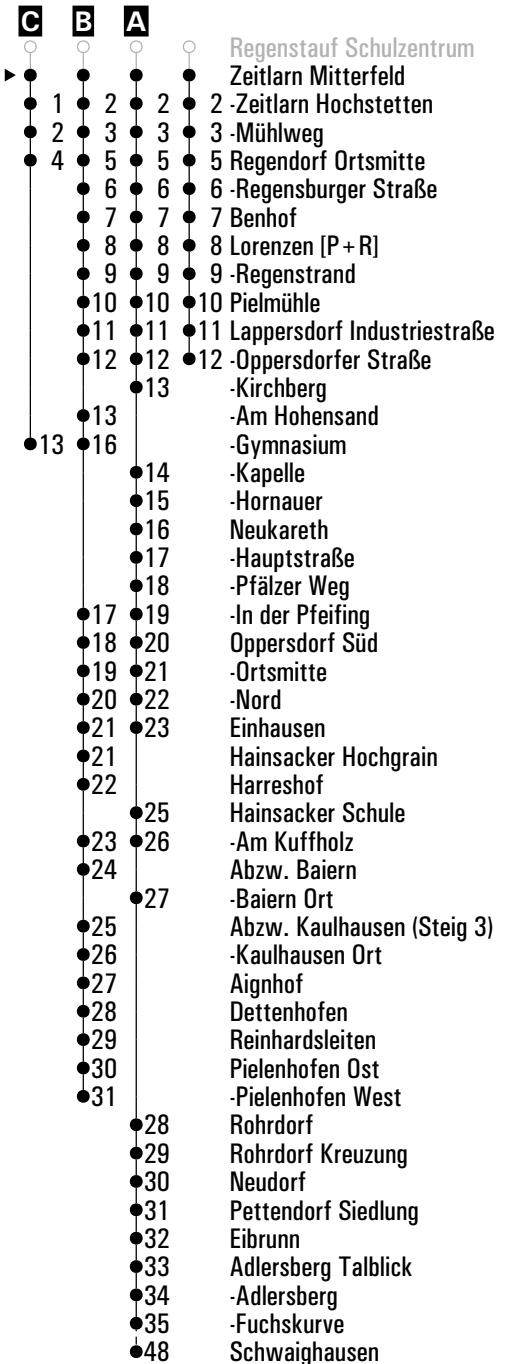 C B A
Regenstauf Schulzentrum
Zeitlarn Mitterfeld
1 2 2 2 -Zeitlarn Hochstetten
2 3 3 3 -Mühlweg
4 5 5 5 Regendorf Ortsmitte
6 6 6 -Regensburger Straße
7 7 7 Benhof
8 8 8 Lorenzen [P+R]
9 9 9 -Regenstrand
10 10 10 Pielmühle
11 11 11 Lappersdorf Industriestraße
12 12 12 -Oppersdorfer Straße
13 -Kirchberg
13 -Am Hohensand
13 16 -Gymnasium
14 -Kapelle
15 -Hornauer
16 Neukareth
17 -Hauptstraße
18 -Pfälzer Weg
17 19 -In der Pfeifing
18 20 Oppersdorf Süd
19 21 -Ortsmitte
20 22 -Nord
21 23 Einhausen
21 Hainsacker Hochgrain
22 Harreshof
25 Hainsacker Schule
23 26 -Am Kuffholz
24 Abzw. Baiern
27 -Baiern Ort
25 Abzw. Kaulhausen (Steig 3)
26 -Kaulhausen Ort
27 Aignhof
28 Dettenhofen
29 Reinhardsleiten
30 Pielenhofen Ost
31 -Pielenhofen West
28 Rohrdorf
29 Rohrdorf Kreuzung
30 Neudorf
31 Pettendorf Siedlung
32 Eibrunn
33 Adlersberg Talblick
34 -Adlersberg
35 -Fuchskurve
48 Schwaighausen